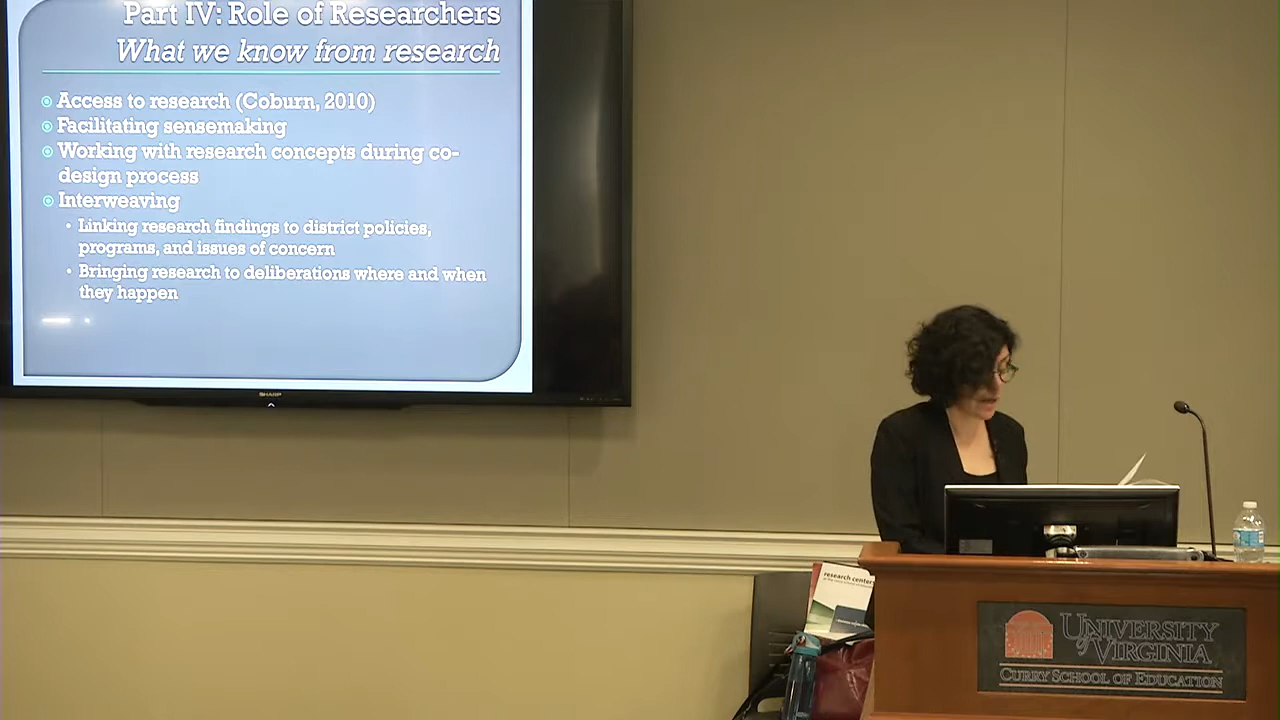 Part IV: Role of Researchers
What we know from research
Access to research (Coburn, 2010)
Facilitating sensemaking
Working with research concepts during co-
design process
Interweaving
Linking research findings to district policies,
programs, and issues of concern
Bringing research to deliberations where and when
they happen
SHARP
research center
UNIVERSITY
of VIRGINIA
CURRY SCHOOL OF EDUCATION